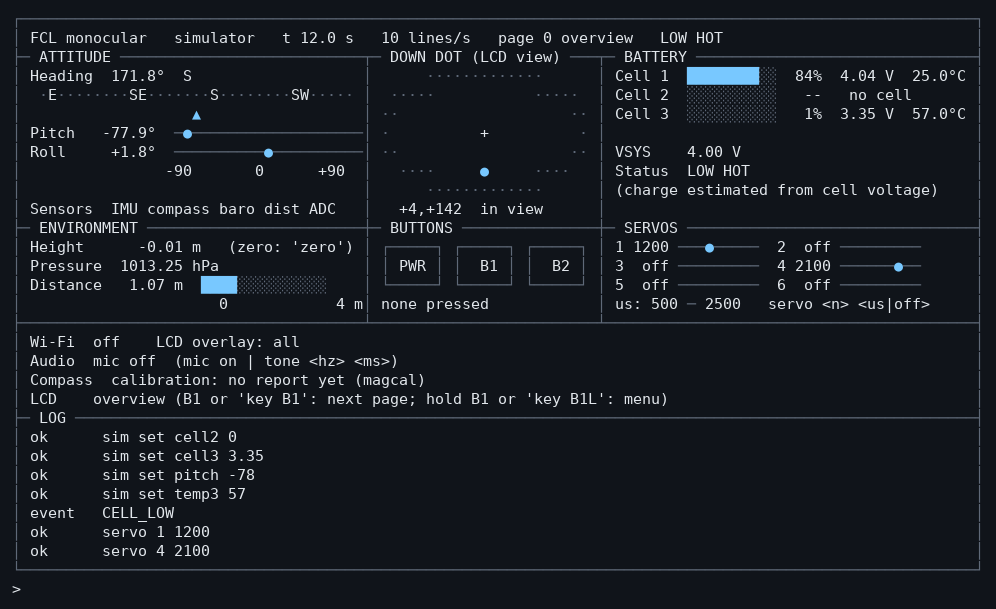 FCL monocular   simulator   t 12.0 s   10 lines/s   page 0 overview   LOW HOT
ATTITUDE   DOWN DOT (LCD view)   BATTERY
Heading  171.8°  S   Cell 1   84%  4.04 V  25.0°C
·E········SE·······S········SW·····   Cell 2   --   no cell
Cell 3   1%  3.35 V  57.0°C
Pitch   -77.9°   +
Roll     +1.8°   VSYS    4.00 V
-90       0      +90   Status  LOW HOT
(charge estimated from cell voltage)
Sensors  IMU compass baro dist ADC   +4,+142  in view
ENVIRONMENT   BUTTONS   SERVOS
Height      -0.01 m   (zero: 'zero')   1 1200   2  off
Pressure  1013.25 hPa   PWR   B1   B2   3  off   4 2100
Distance   1.07 m   5  off   6  off
0            4 m   none pressed   us: 500 ─ 2500   servo <n> <us|off>
Wi-Fi  off    LCD overlay: all
Audio  mic off  (mic on | tone <hz> <ms>)
Compass  calibration: no report yet (magcal)
LCD    overview (B1 or 'key B1': next page; hold B1 or 'key B1L': menu)
LOG
ok      sim set cell2 0
ok      sim set cell3 3.35
ok      sim set pitch -78
ok      sim set temp3 57
event   CELL_LOW
ok      servo 1 1200
ok      servo 4 2100
>